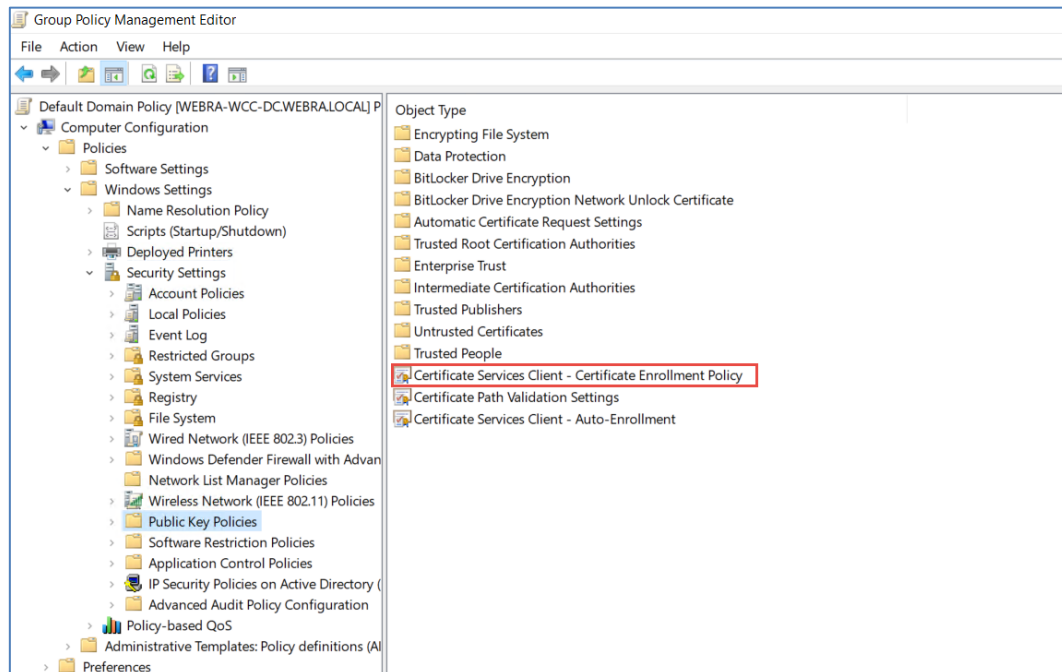 Group Policy Management Editor
File Action View Help
Default Domain Policy [WEBRA-WCC-DC.WEBRA.LOCAL] P
Computer Configuration
Policies
Software Settings
Windows Settings
Name Resolution Policy
Scripts (Startup/Shutdown)
Deployed Printers
Security Settings
Account Policies
Local Policies
Event Log
Restricted Groups
System Services
Registry
File System
Wired Network (IEEE 802.3) Policies
Windows Defender Firewall with Advan
Network List Manager Policies
Wireless Network (IEEE 802.11) Policies
Public Key Policies
Software Restriction Policies
Application Control Policies
IP Security Policies on Active Directory (
Advanced Audit Policy Configuration
Policy-based QoS
Administrative Templates: Policy definitions (Al
Preferences
Object Type
Encrypting File System
Data Protection
BitLocker Drive Encryption
BitLocker Drive Encryption Network Unlock Certificate
Automatic Certificate Request Settings
Trusted Root Certification Authorities
Enterprise Trust
Intermediate Certification Authorities
Trusted Publishers
Untrusted Certificates
Trusted People
Certificate Services Client - Certificate Enrollment Policy
Certificate Path Validation Settings
Certificate Services Client - Auto-Enrollment